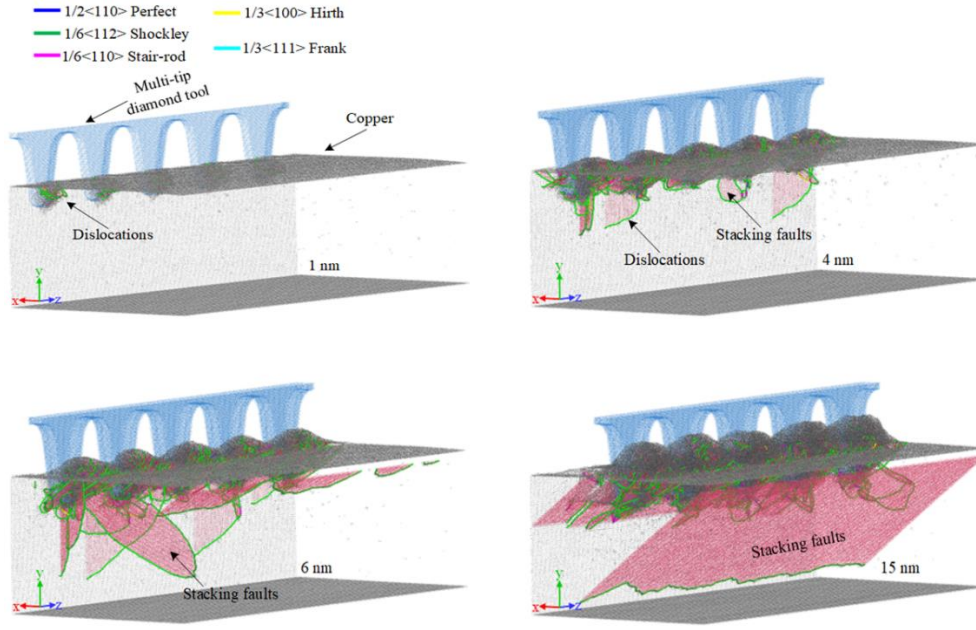 1/2<110> Perfect
1/3<100> Hirth
1/6<112> Shockley
1/6<110> Stair-rod
1/3<111> Frank
Multi-tip
diamond tool
Copper
Dislocations
1 nm
y
x
z
Stacking faults
Dislocations
4 nm
y
x
z
Stacking faults
6 nm
y
x
z
Stacking faults
15 nm
y
x
z